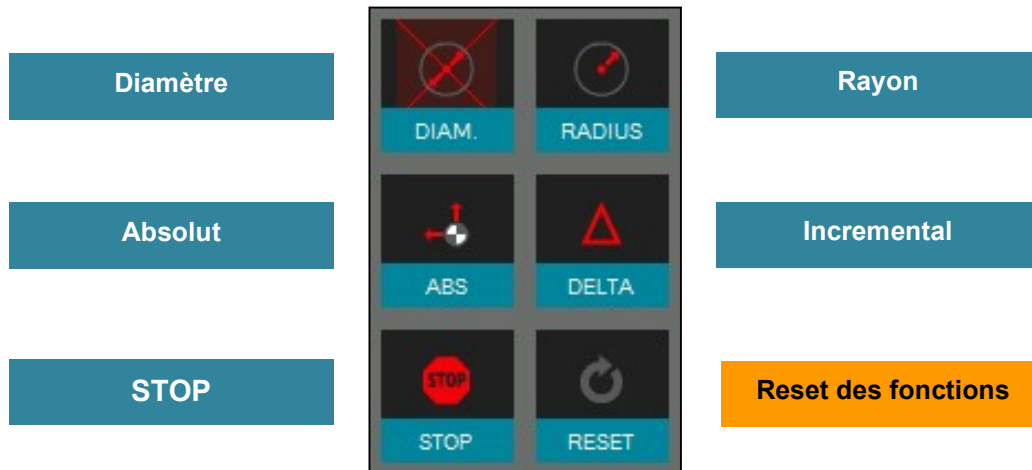 Diamètre
DIAM.
RADIUS
Rayon
Absolut
ABS
DELTA
Incremental
STOP
STOP
STOP
RESET
Reset des fonctions